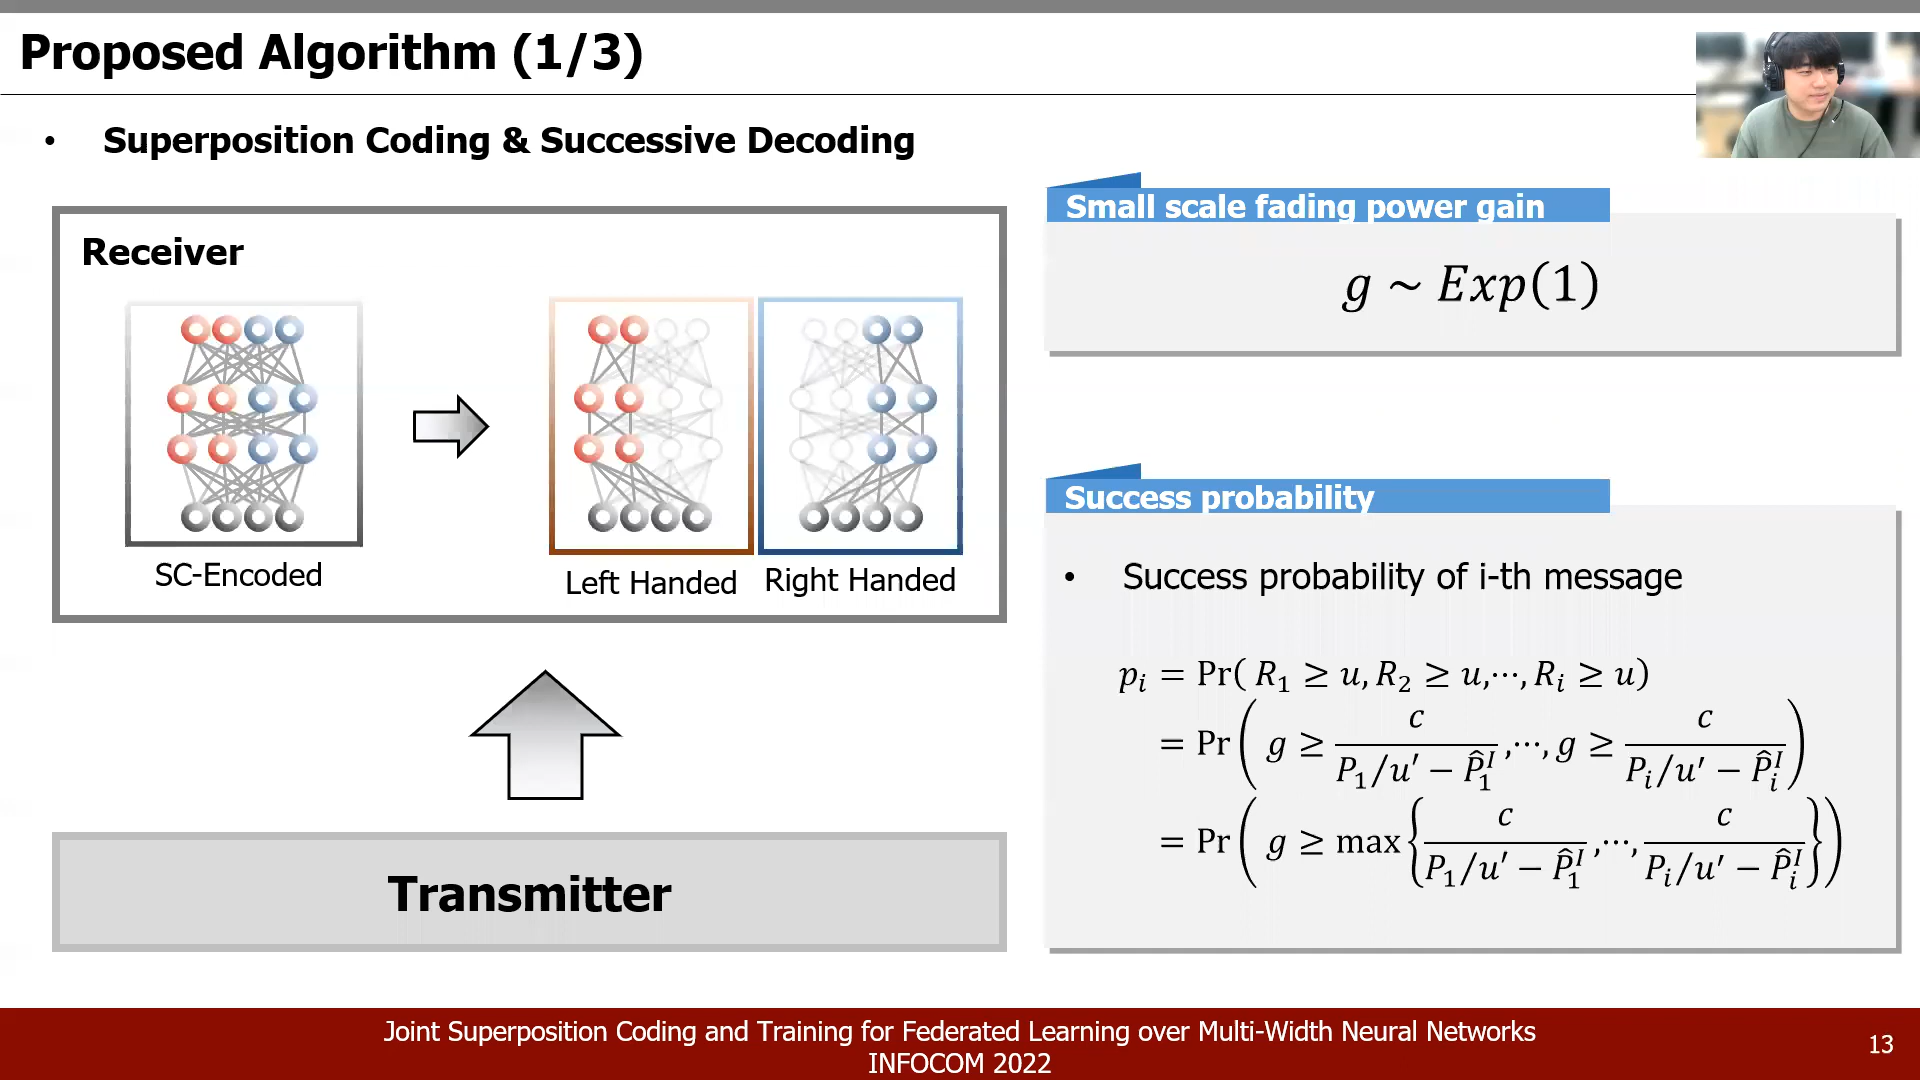 Proposed Algorithm (1/3)
• Superposition Coding & Successive Decoding
Receiver
SC-Encoded
Left Handed
Right Handed
Transmitter
Small scale fading power gain
g ~ Exp(1)
Success probability
• Success probability of i-th message
p_i = Pr( R_1 ≥ u, R_2 ≥ u,⋯, R_i ≥ u)
= Pr( g ≥ c / (P_1/u′ − P̂_1^I) ,⋯, g ≥ c / (P_i/u′ − P̂_i^I) )
= Pr( g ≥ max{ c / (P_1/u′ − P̂_1^I) ,⋯, c / (P_i/u′ − P̂_i^I) } )
Joint Superposition Coding and Training for Federated Learning over Multi-Width Neural Networks
INFOCOM 2022
13